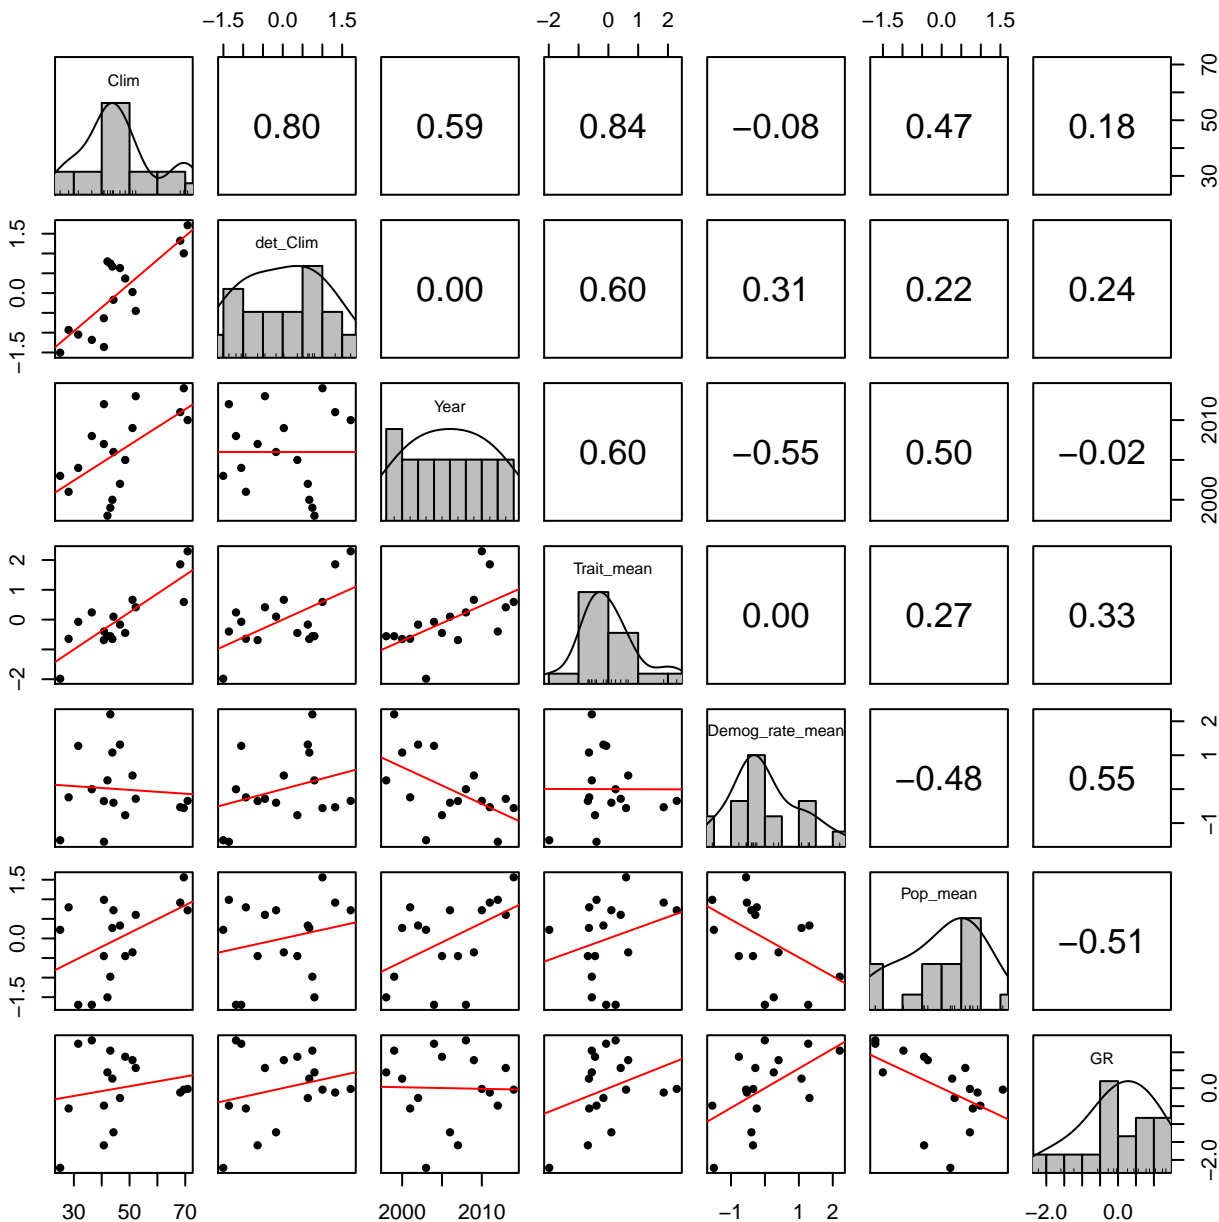 −1.5 0.0 1.5 −2 0 1 2 −1.5 0.0 1.5
Clim 0.80 0.59 0.84 −0.08 0.47 0.18 30 50 70
−1.5 0.0 1.5 det_Clim 0.00 0.60 0.31 0.22 0.24
Year 0.60 −0.55 0.50 −0.02 2000 2010
−2 0 1 2 Trait_mean 0.00 0.27 0.33
Demog_rate_mean −0.48 0.55 −1 1 2
−1.5 0.0 1.5 Pop_mean −0.51
GR −2.0 0.0
30 50 70 2000 2010 −1 1 2 −2.0 0.0